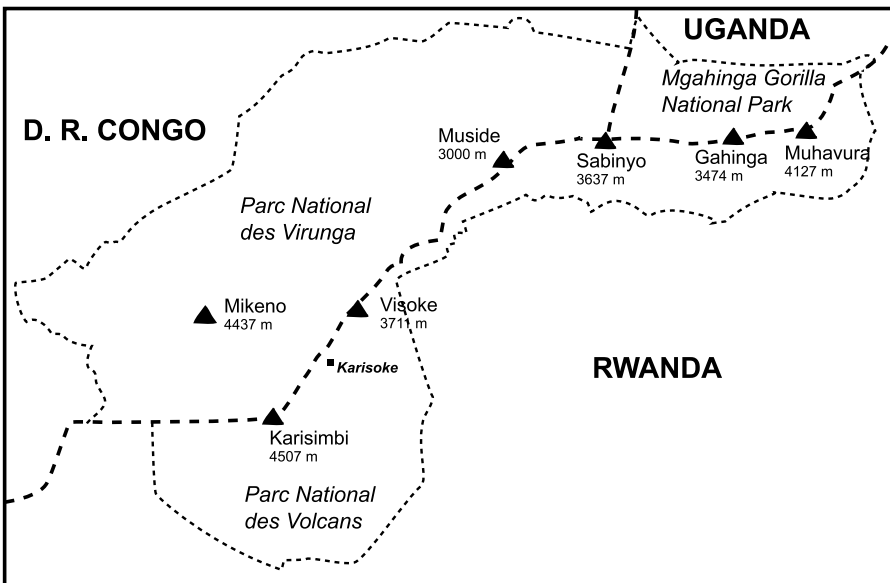 UGANDA
Mgahinga Gorilla
National Park
D. R. CONGO
Muside
3000 m
Sabinyo
3637 m
Gahinga
3474 m
Muhavura
4127 m
Parc National
des Virunga
Mikeno
4437 m
Visoke
3711 m
Karisoke
RWANDA
Karisimbi
4507 m
Parc National
des Volcans